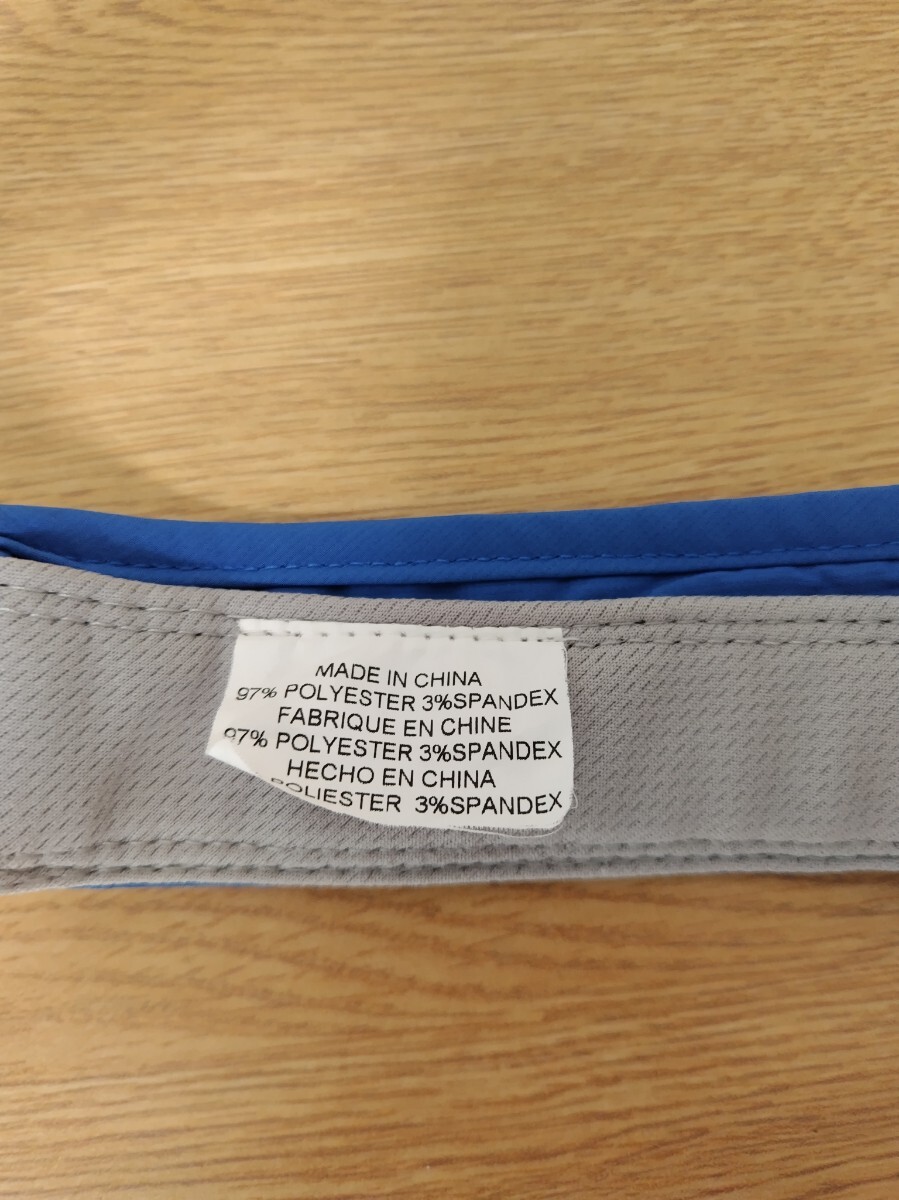 MADE IN CHINA
97% POLYESTER 3%SPANDEX
FABRIQUE EN CHINE
97% POLYESTER 3%SPANDEX
HECHO EN CHINA
POLIESTER 3%SPANDEX